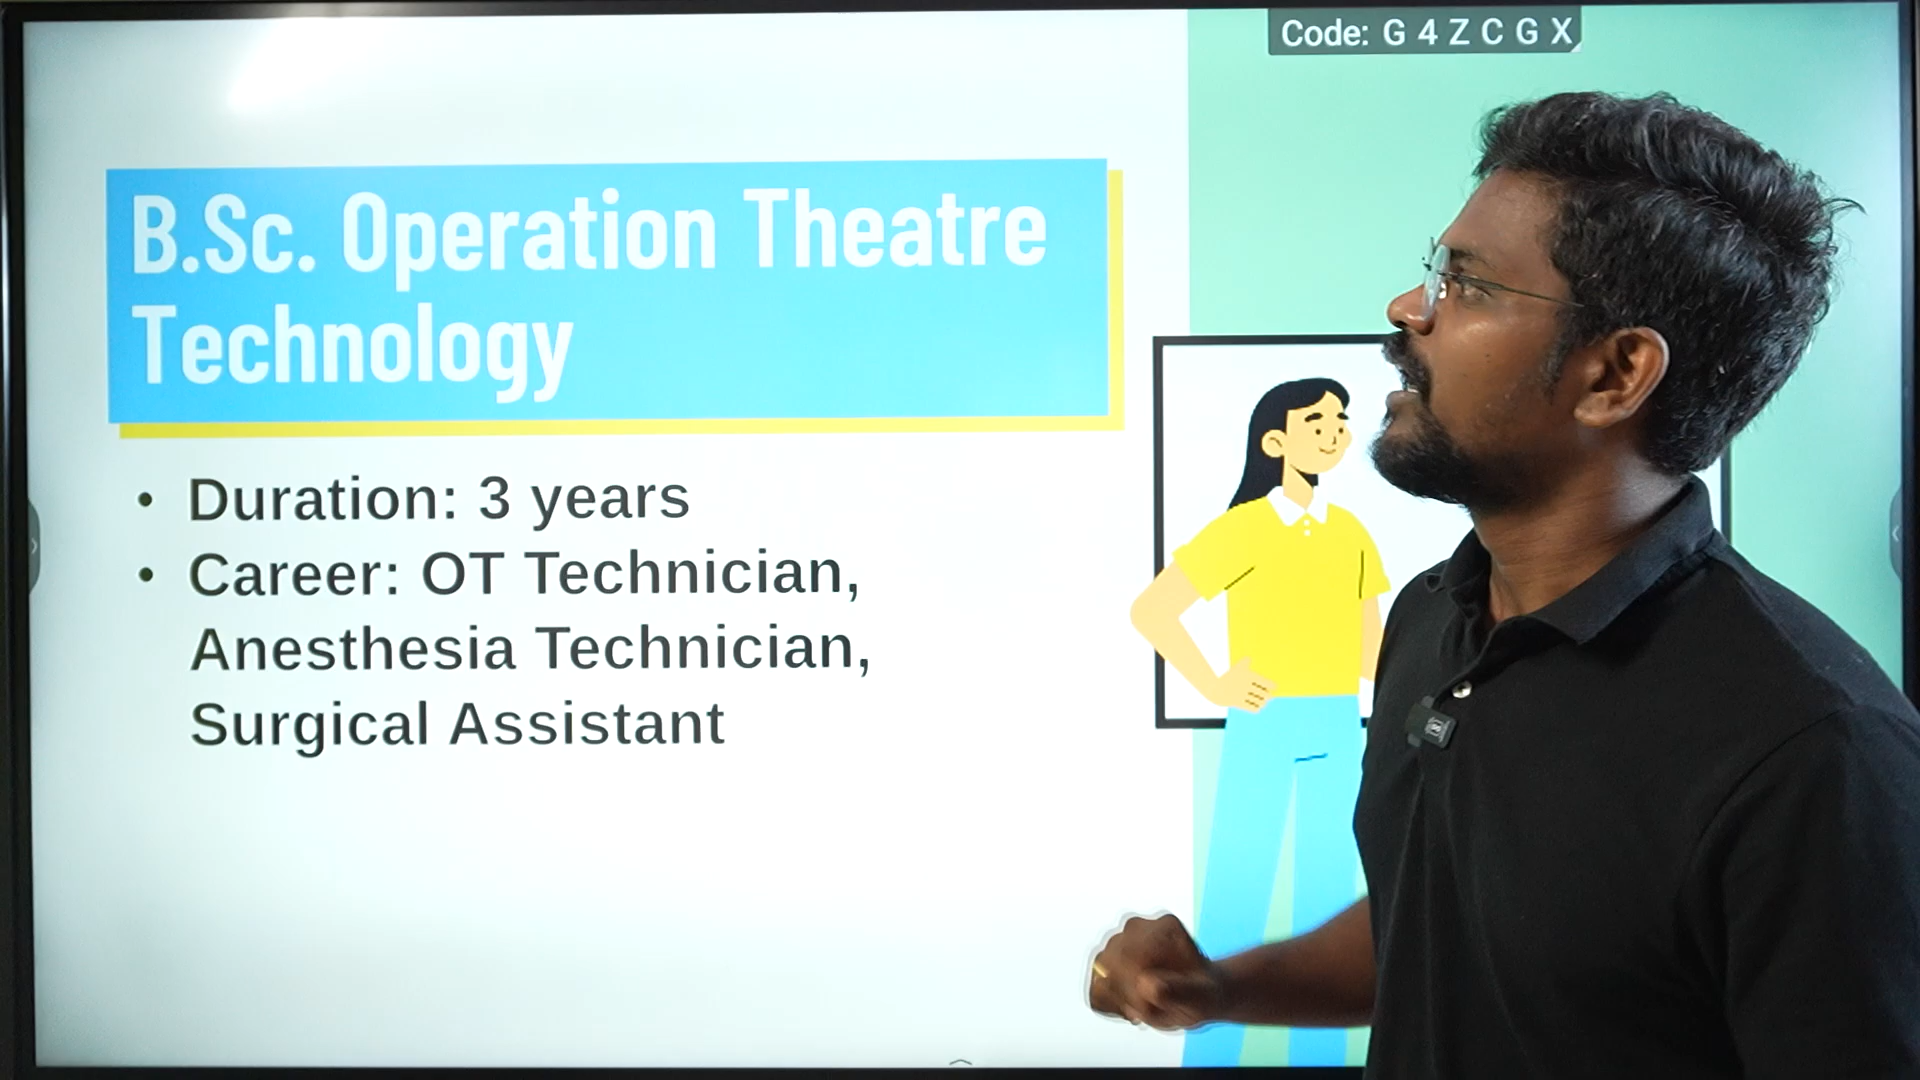 Code: G 4 Z C G X
B.Sc. Operation Theatre
Technology
• Duration: 3 years
• Career: OT Technician,
Anesthesia Technician,
Surgical Assistant